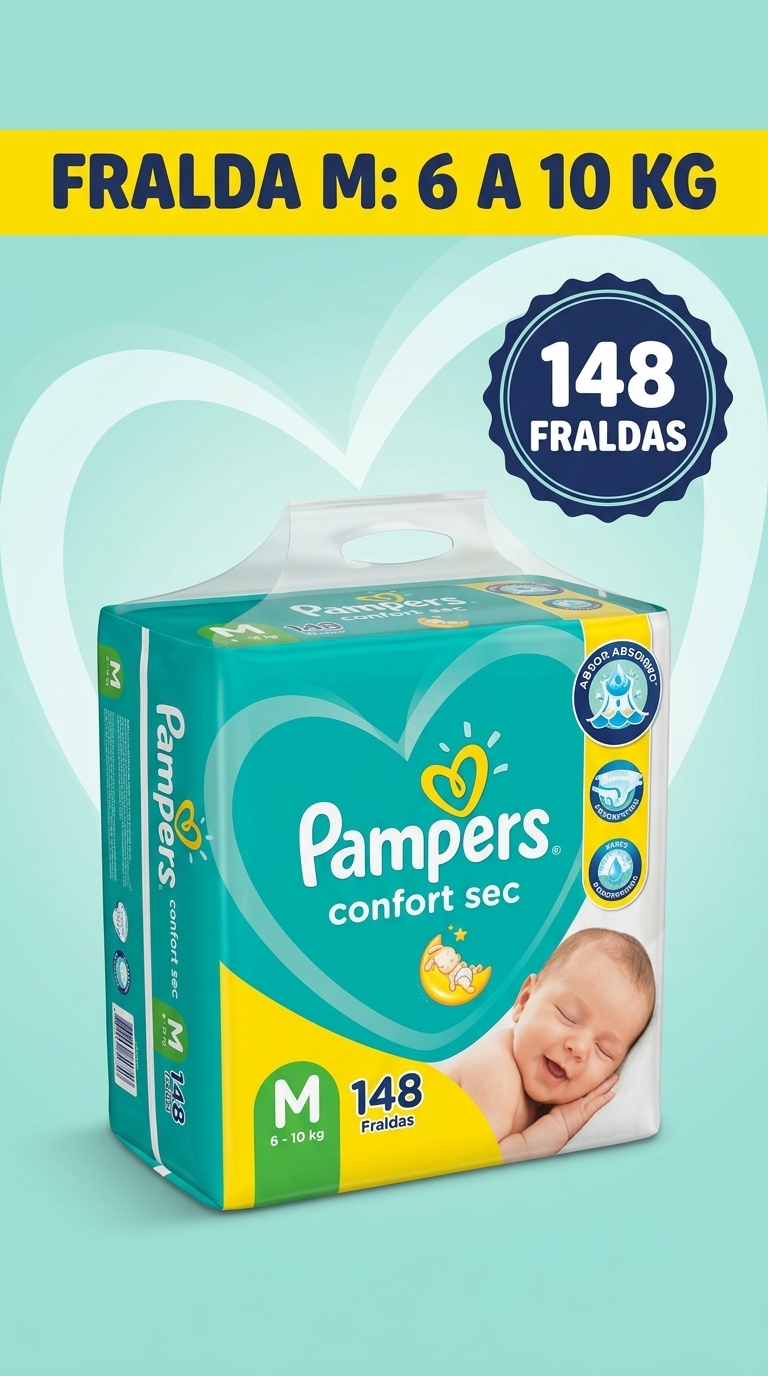 FRALDA M: 6 A 10 KG
148
FRALDAS
Pampers
confort sec
M
148
M
Pampers
confort sec
M
148
Pampers
confort sec
M
6 - 10 kg
148
Fraldas